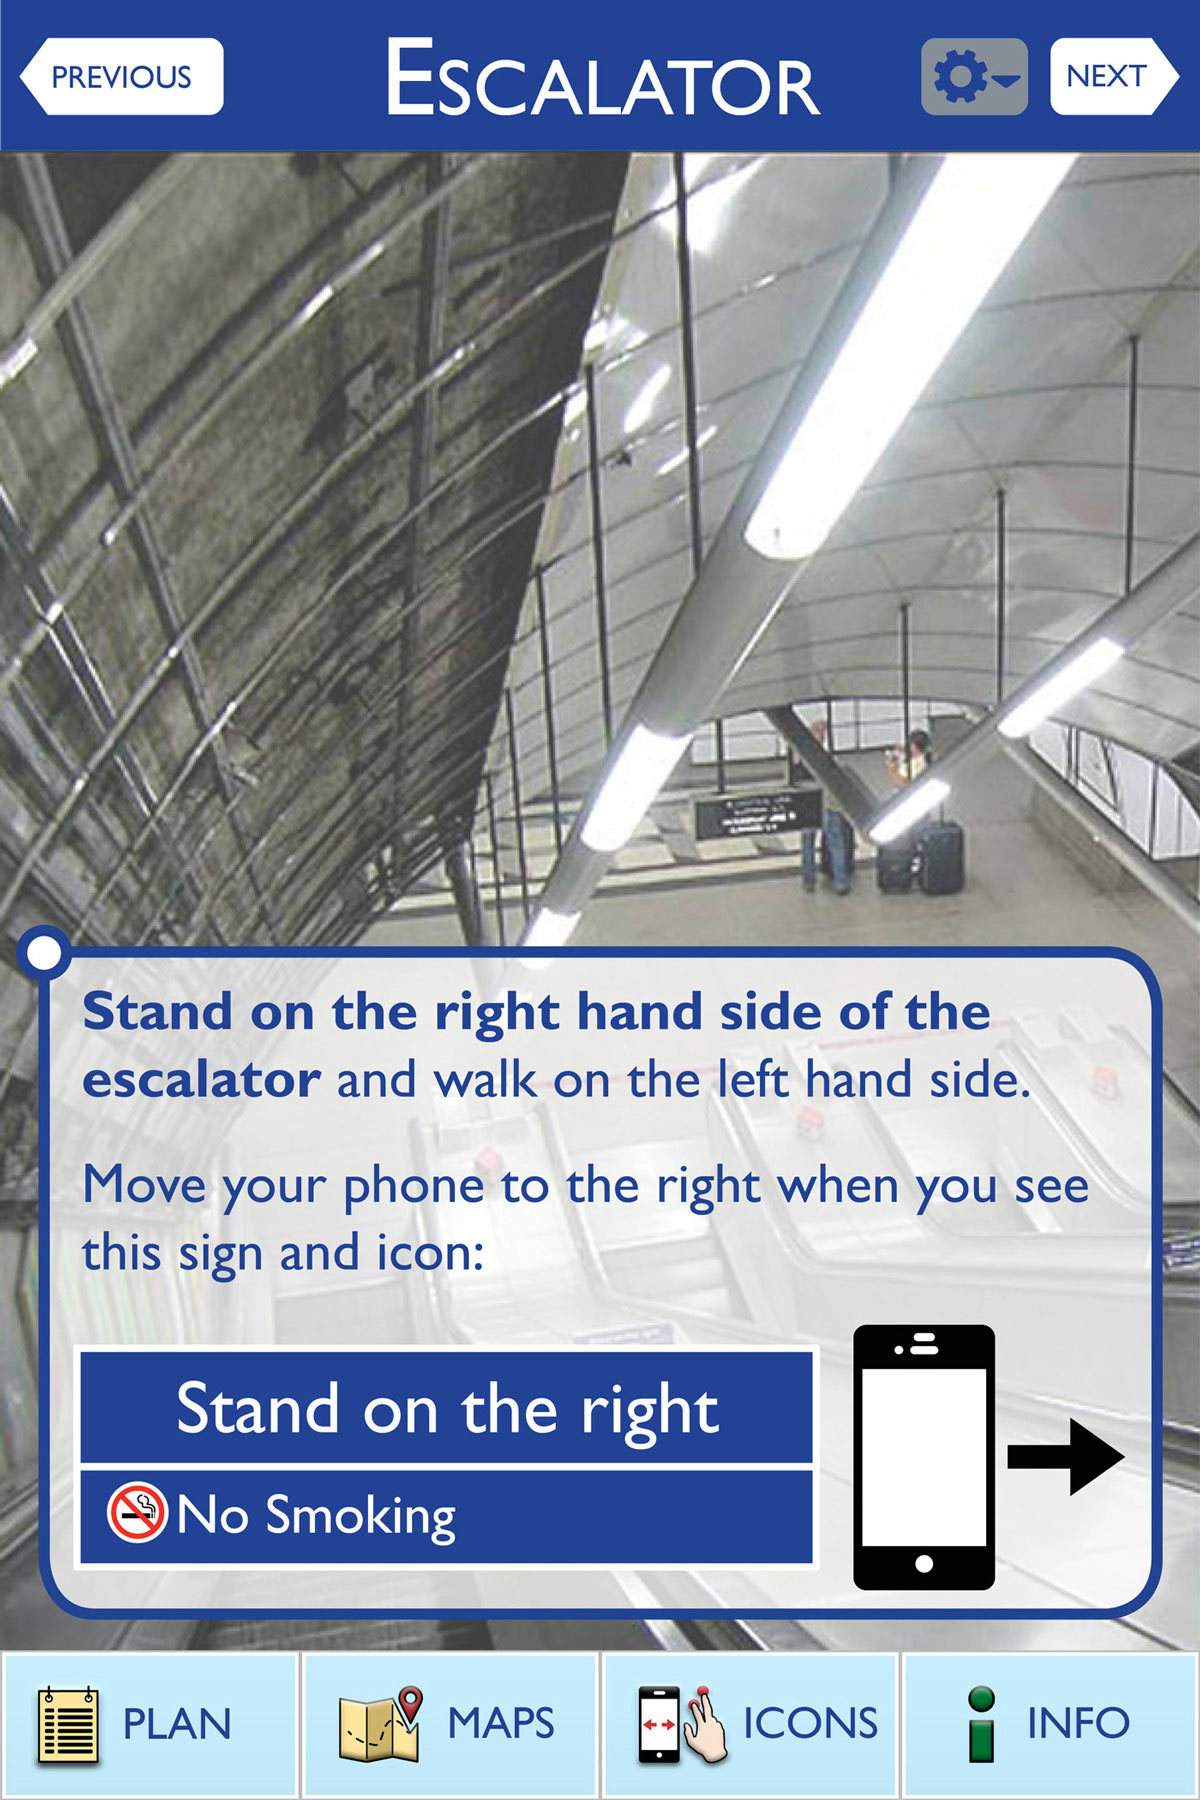 PREVIOUS
ESCALATOR
NEXT
Stand on the right hand side of the
escalator and walk on the left hand side.
Move your phone to the right when you see
this sign and icon:
Stand on the right
No Smoking
PLAN
MAPS
ICONS
INFO